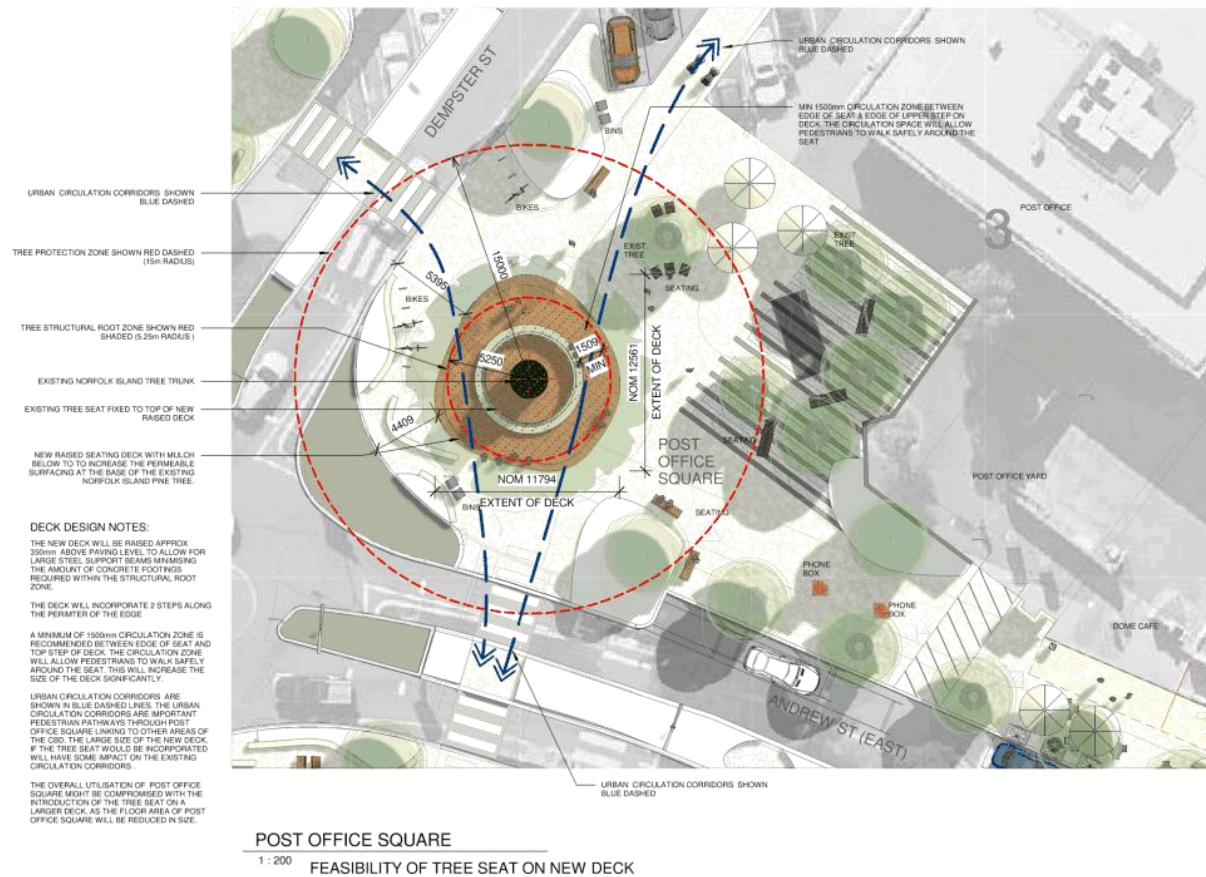 URBAN CIRCULATION CORRIDORS SHOWN
BLUE DASHED
MIN 1500mm CIRCULATION ZONE BETWEEN
EDGE OF SEAT & EDGE OF UPPER STEP ON
DECK. THE CIRCULATION SPACE WILL ALLOW
PEDESTRIANS TO WALK SAFELY AROUND THE
SEAT
DEMPSTER ST
BINS
BIKES
POST OFFICE
3
EXIST.
TREE
EXIST.
TREE
SEATING
URBAN CIRCULATION CORRIDORS SHOWN
BLUE DASHED
TREE PROTECTION ZONE SHOWN RED DASHED
(15m RADIUS)
TREE STRUCTURAL ROOT ZONE SHOWN RED
SHADED (5.25m RADIUS )
EXISTING NORFOLK ISLAND TREE TRUNK
EXISTING TREE SEAT FIXED TO TOP OF NEW
RAISED DECK
NEW RAISED SEATING DECK WITH MULCH
BELOW TO TO INCREASE THE PERMEABLE
SURFACING AT THE BASE OF THE EXISTING
NORFOLK ISLAND PINE TREE.
15000
5395
BIKES
5250
1509
MIN
NOM 12561
EXTENT OF DECK
4409
NOM 11794
EXTENT OF DECK
POST
OFFICE
SQUARE
SEATING
BINS
SEATING
POST OFFICE YARD
PHONE
BOX
PHONE
BOX
DOME CAFE
ANDREW ST (EAST)
URBAN CIRCULATION CORRIDORS SHOWN
BLUE DASHED
DECK DESIGN NOTES:
THE NEW DECK WILL BE RAISED APPROX
350mm ABOVE PAVING LEVEL TO ALLOW FOR
LARGE STEEL SUPPORT BEAMS MINIMISING
THE AMOUNT OF CONCRETE FOOTINGS
REQUIRED WITHIN THE STRUCTURAL ROOT
ZONE.
THE DECK WILL INCORPORATE 2 STEPS ALONG
THE PERIMTER OF THE EDGE
A MINIMUM OF 1500mm CIRCULATION ZONE IS
RECOMMENDED BETWEEN EDGE OF SEAT AND
TOP STEP OF DECK. THE CIRCULATION ZONE
WILL ALLOW PEDESTRIANS TO WALK SAFELY
AROUND THE SEAT. THIS WILL INCREASE THE
SIZE OF THE DECK SIGNIFICANTLY.
URBAN CIRCULATION CORRIDORS ARE
SHOWN IN BLUE DASHED LINES. THE URBAN
CIRCULATION CORRIDORS ARE IMPORTANT
PEDESTRIAN PATHWAYS THROUGH POST
OFFICE SQUARE LINKING TO OTHER AREAS OF
THE CBD. THE LARGE SIZE OF THE NEW DECK,
IF THE TREE SEAT WOULD BE INCORPORATED
WILL HAVE SOME IMPACT ON THE EXISTING
CIRCULATION CORRIDORS .
THE OVERALL UTILISATION OF POST OFFICE
SQUARE MIGHT BE COMPROMISED WITH THE
INTRODUCTION OF THE TREE SEAT ON A
LARGER DECK, AS THE FLOOR AREA OF POST
OFFICE SQUARE WILL BE REDUCED IN SIZE.
POST OFFICE SQUARE
1 : 200 FEASIBILITY OF TREE SEAT ON NEW DECK